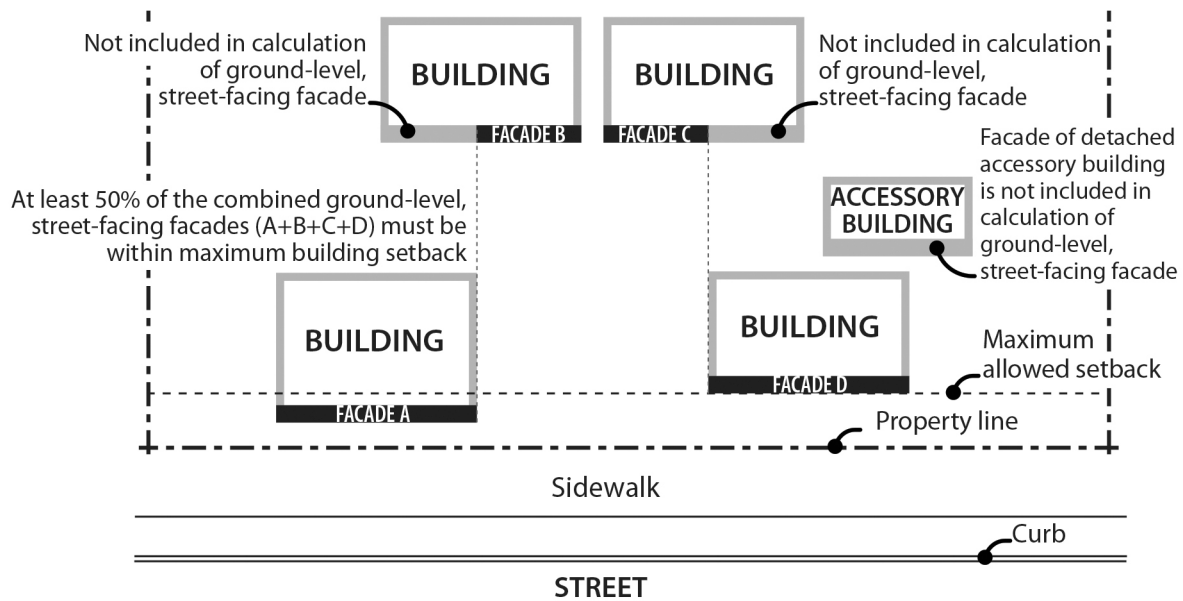 Not included in calculation
of ground-level,
street-facing facade
BUILDING
FACADE B
BUILDING
FACADE C
Not included in calculation
of ground-level,
street-facing facade
Facade of detached
accessory building
is not included in
calculation of
ground-level,
street-facing facade
ACCESSORY
BUILDING
At least 50% of the combined ground-level,
street-facing facades (A+B+C+D) must be
within maximum building setback
BUILDING
FACADE A
BUILDING
FACADE D
Maximum
allowed setback
Property line
Sidewalk
Curb
STREET